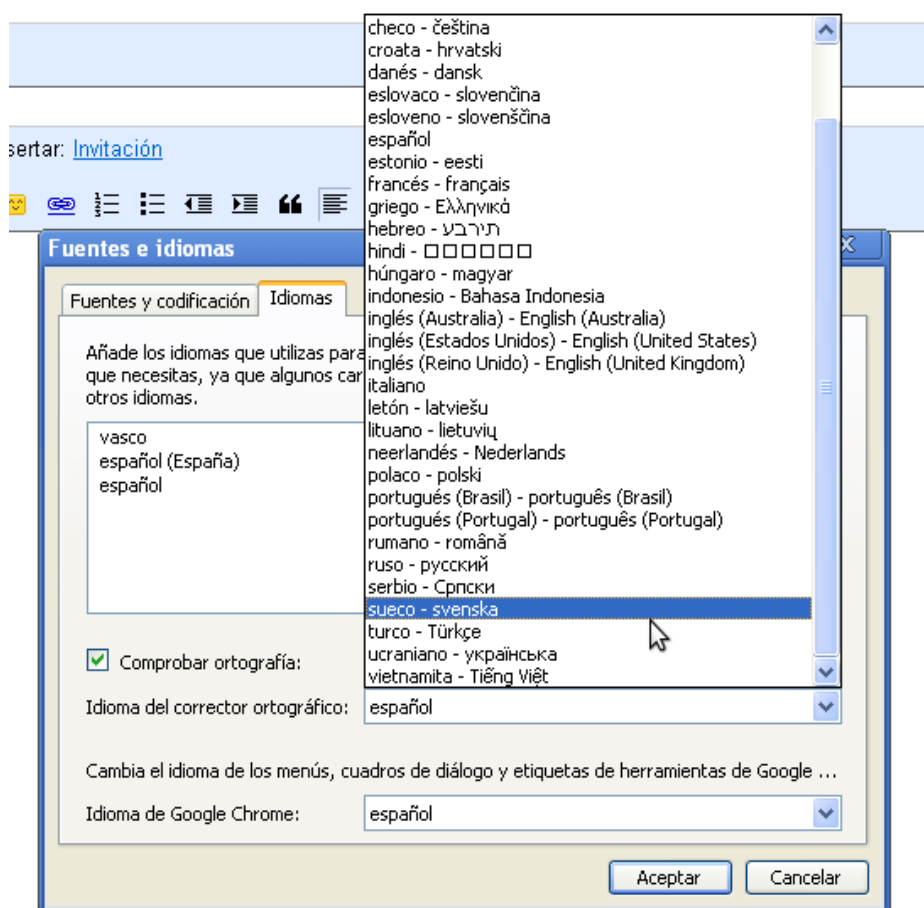 checo - čeština
croata - hrvatski
danés - dansk
eslovaco - slovenčina
esloveno - slovenščina
español
estonio - eesti
francés - français
griego - Ελληνικά
hebreo - תירבע
hindi - □□□□□□
húngaro - magyar
indonesio - Bahasa Indonesia
inglés (Australia) - English (Australia)
inglés (Estados Unidos) - English (United States)
inglés (Reino Unido) - English (United Kingdom)
italiano
letón - latviešu
lituano - lietuvių
neerlandés - Nederlands
polaco - polski
portugués (Brasil) - português (Brasil)
portugués (Portugal) - português (Portugal)
rumano - română
ruso - русский
serbio - Српски
sueco - svenska
turco - Türkçe
ucraniano - українська
vietnamita - Tiếng Việt
sertar: Invitación
Fuentes e idiomas
Fuentes y codificación
Idiomas
Añade los idiomas que utilizas para
que necesitas, ya que algunos car
otros idiomas.
vasco
español (España)
español
Comprobar ortografía:
Idioma del corrector ortográfico: español
Cambia el idioma de los menús, cuadros de diálogo y etiquetas de herramientas de Google ...
Idioma de Google Chrome: español
Aceptar
Cancelar